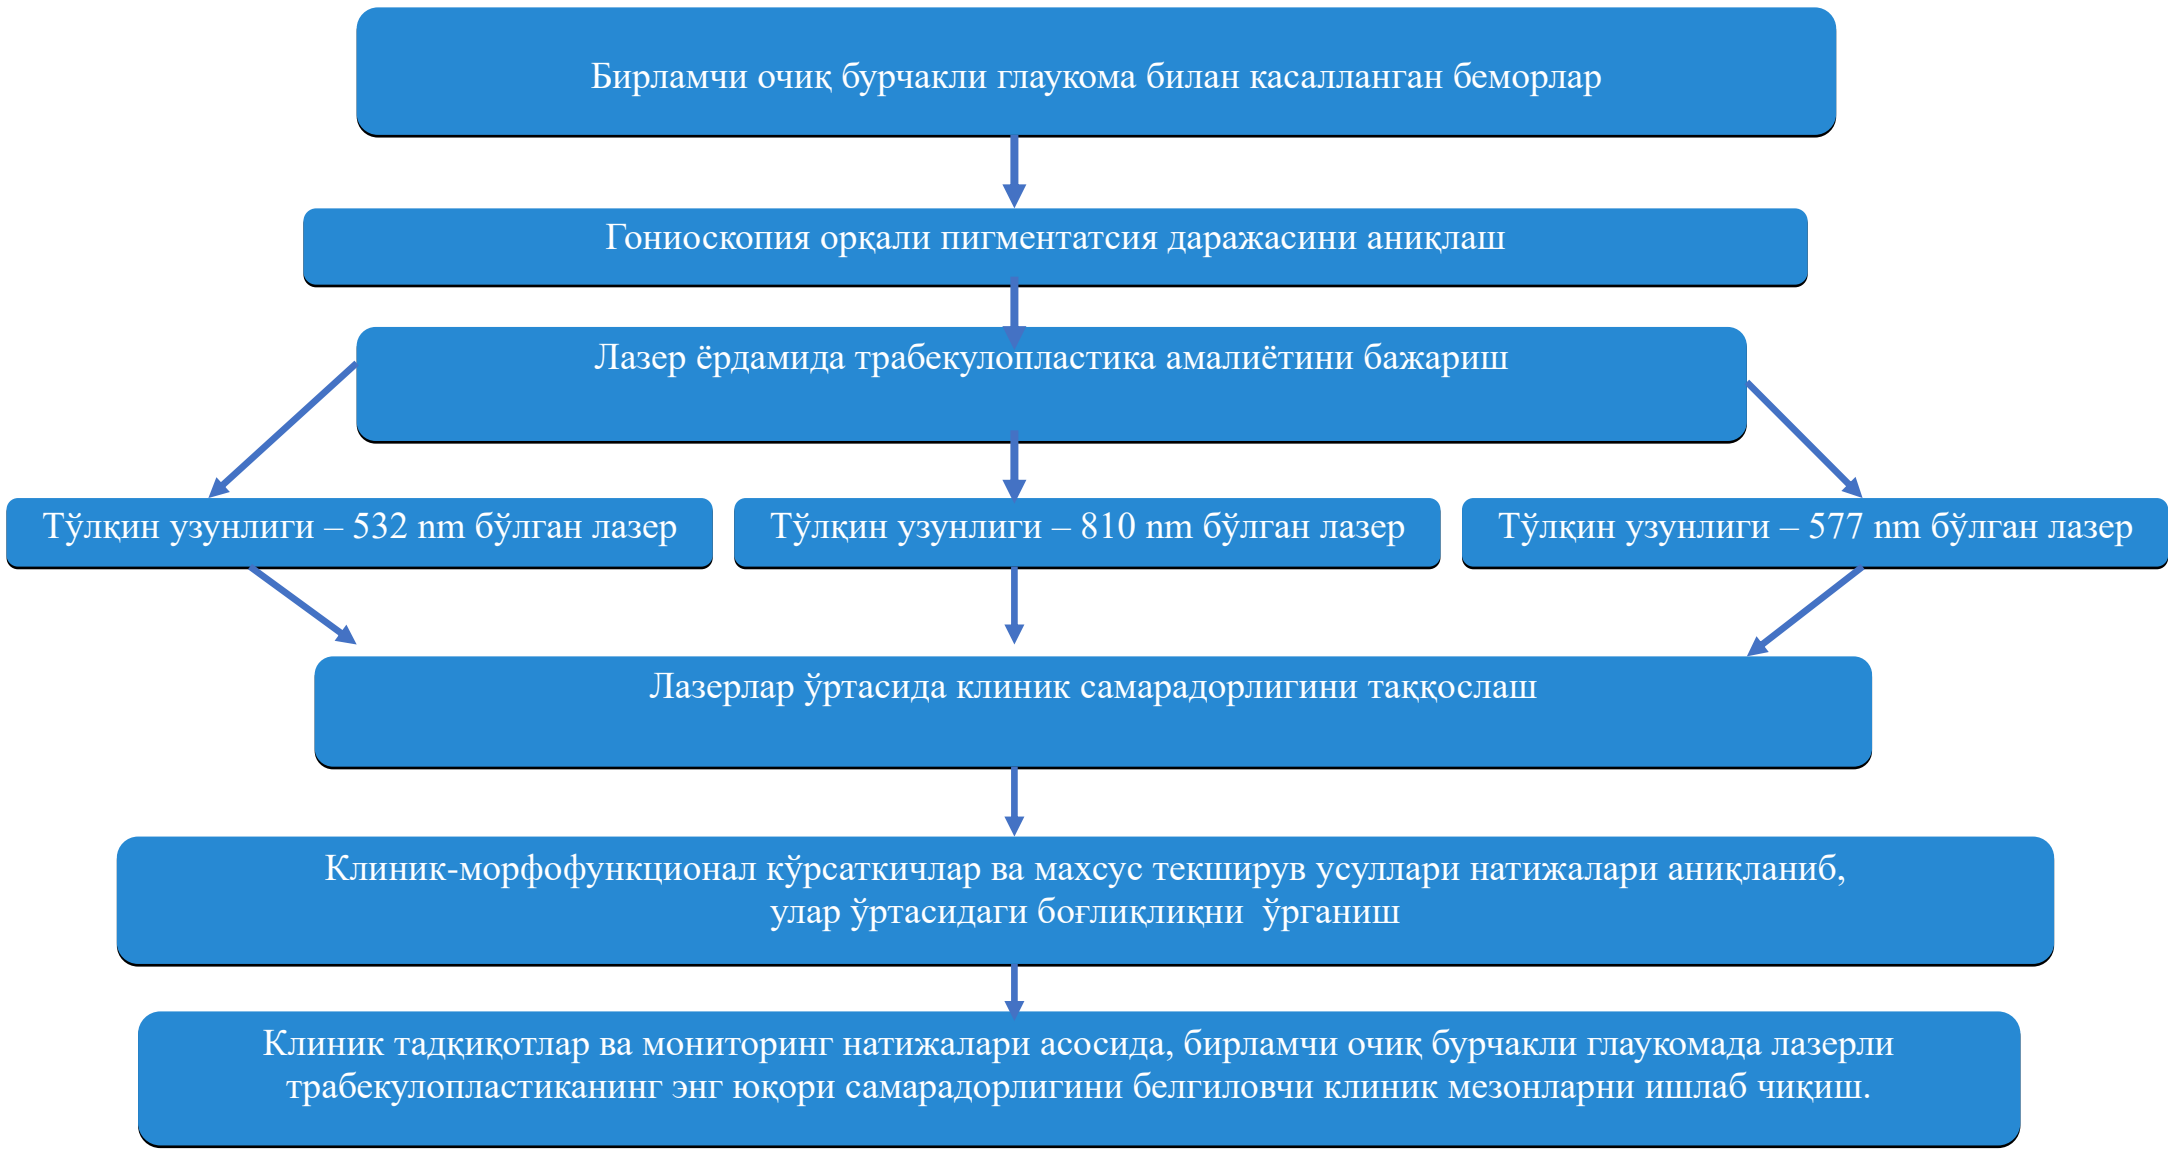 Бирламчи очиқ бурчакли глаукома билан касалланган беморлар
Гониоскопия орқали пигментатсия даражасини аниқлаш
Лазер ёрдамида трабекулопластика амалиётини бажариш
Тўлқин узунлиги – 532 nm бўлган лазер
Тўлқин узунлиги – 810 nm бўлган лазер
Тўлқин узунлиги – 577 nm бўлган лазер
Лазерлар ўртасида клиник самарадорлигини таққослаш
Клиник-морфофункционал кўрсаткичлар ва махсус текширув усуллари натижалари аниқланиб,
улар ўртасидаги боғлиқлиқни  ўрганиш
Клиник тадқиқотлар ва мониторинг натижалари асосида, бирламчи очиқ бурчакли глаукомада лазерли
трабекулопластиканинг энг юқори самарадорлигини белгиловчи клиник мезонларни ишлаб чиқиш.